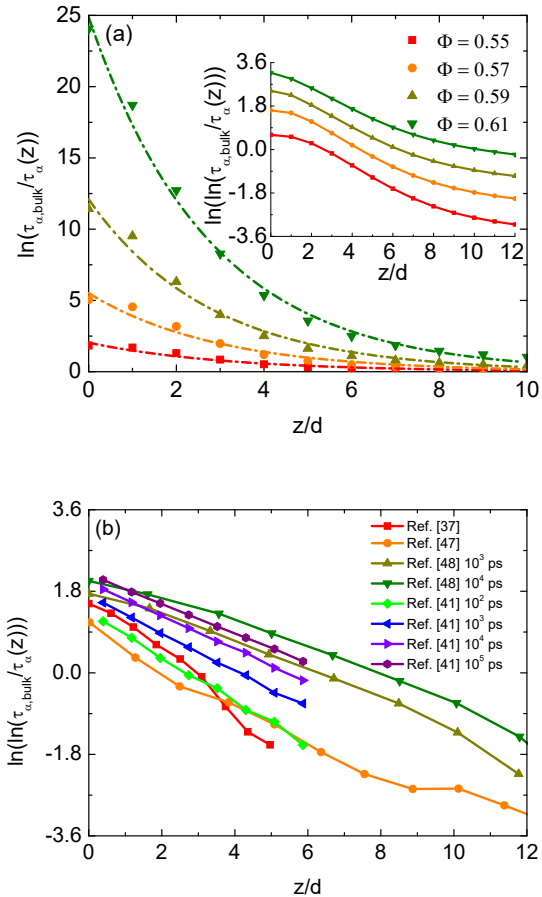 (a)
25
20
15
10
5
0
ln(τα,bulk/τα(z))
0 2 4 6 8 10
z/d
Φ = 0.55
Φ = 0.57
Φ = 0.59
Φ = 0.61
3.6
1.8
0.0
-1.8
-3.6
ln(ln(τα,bulk/τα(z)))
0 2 4 6 8 10 12
z/d
(b)
3.6
1.8
0.0
-1.8
-3.6
ln(ln(τα,bulk/τα(z)))
Ref. [37]
Ref. [47]
Ref. [48] 10³ ps
Ref. [48] 10⁴ ps
Ref. [41] 10² ps
Ref. [41] 10³ ps
Ref. [41] 10⁴ ps
Ref. [41] 10⁵ ps
0 2 4 6 8 10 12
z/d